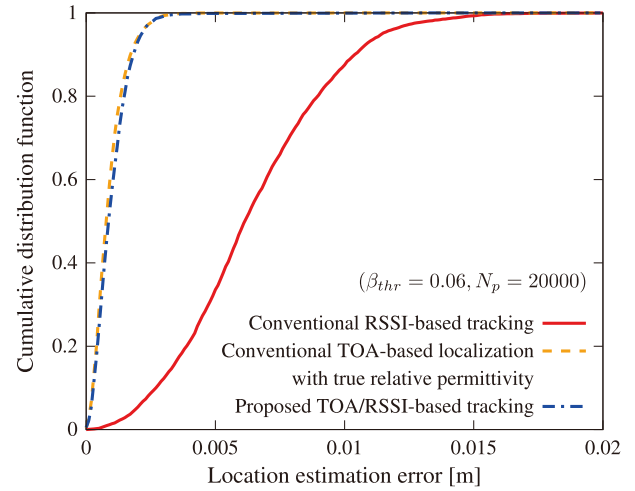 1
0.8
0.6
0.4
0.2
0
Cumulative distribution function
(β_thr = 0.06, N_p = 20000)
Conventional RSSI-based tracking
Conventional TOA-based localization
with true relative permittivity
Proposed TOA/RSSI-based tracking
0 0.005 0.01 0.015 0.02
Location estimation error [m]